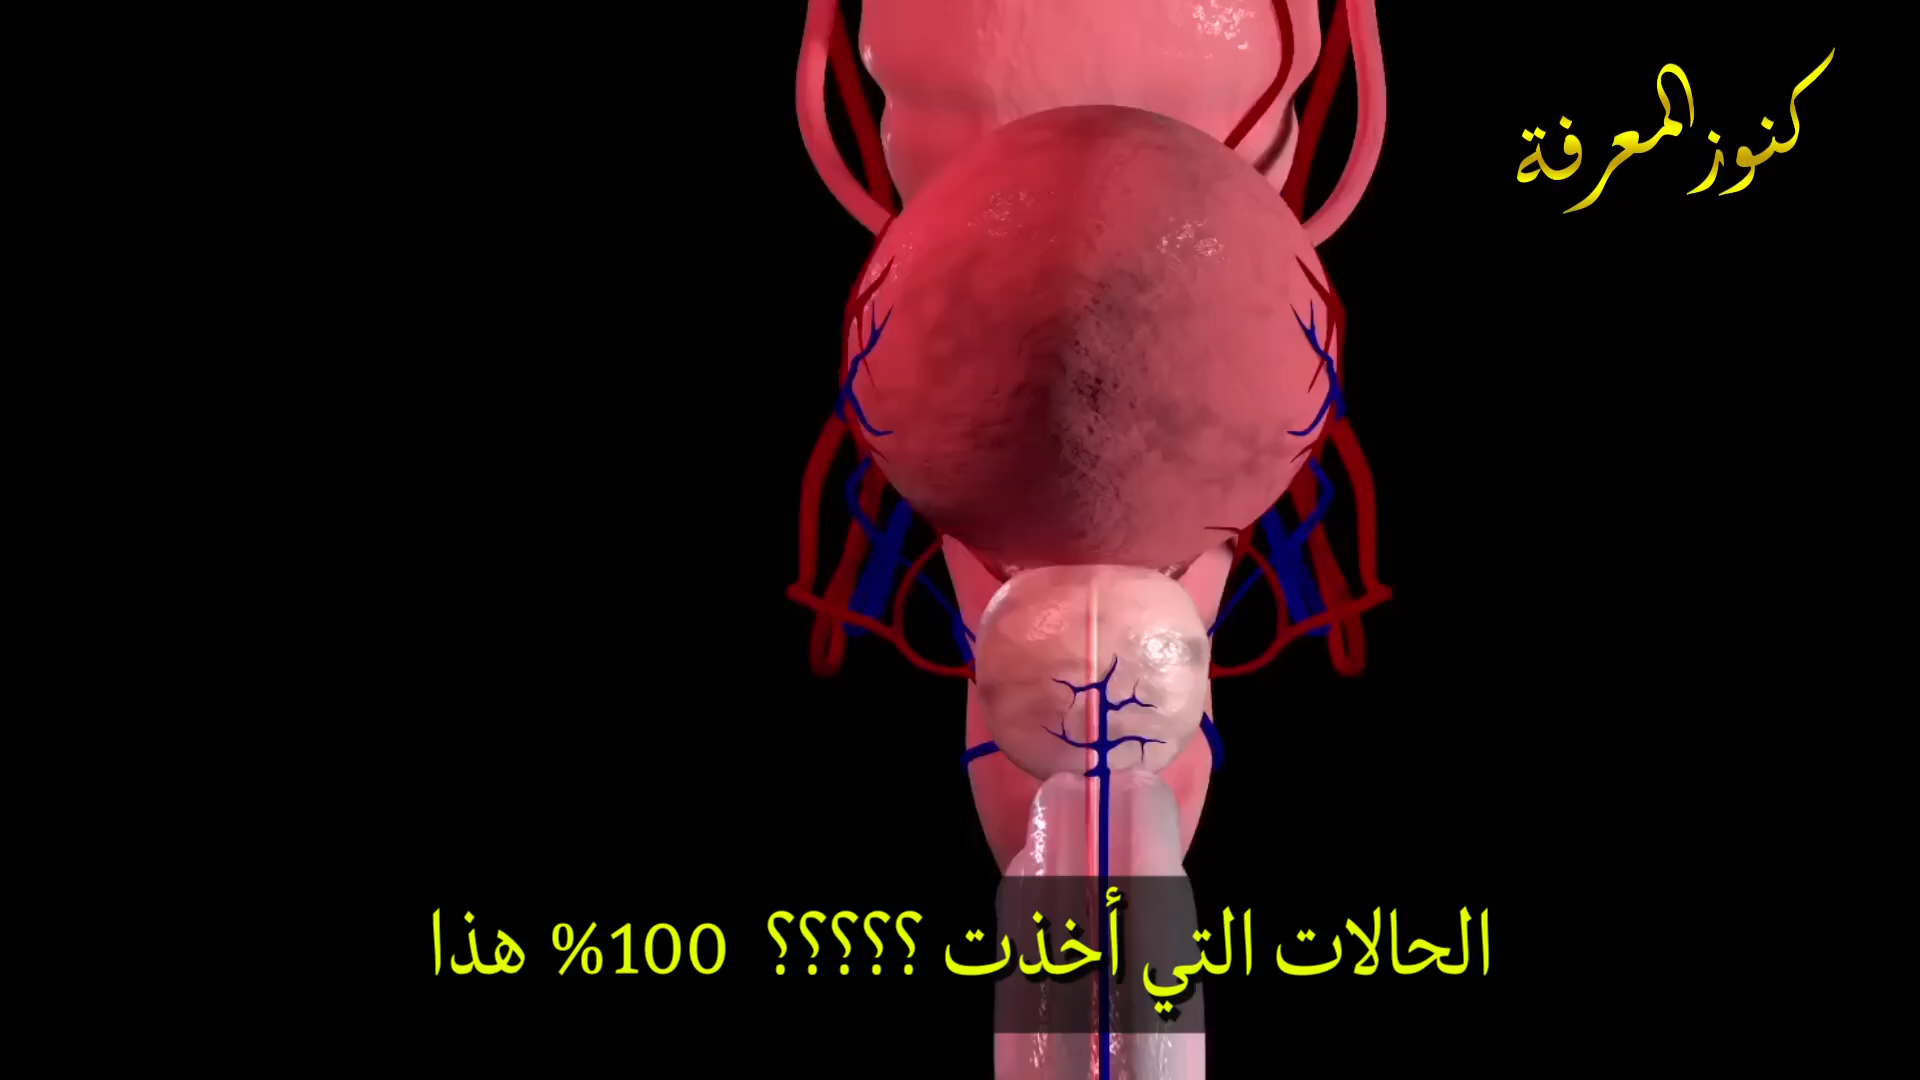 كنوز المعرفة
الحالات التي أخذت ؟؟؟؟؟ 100% هذا